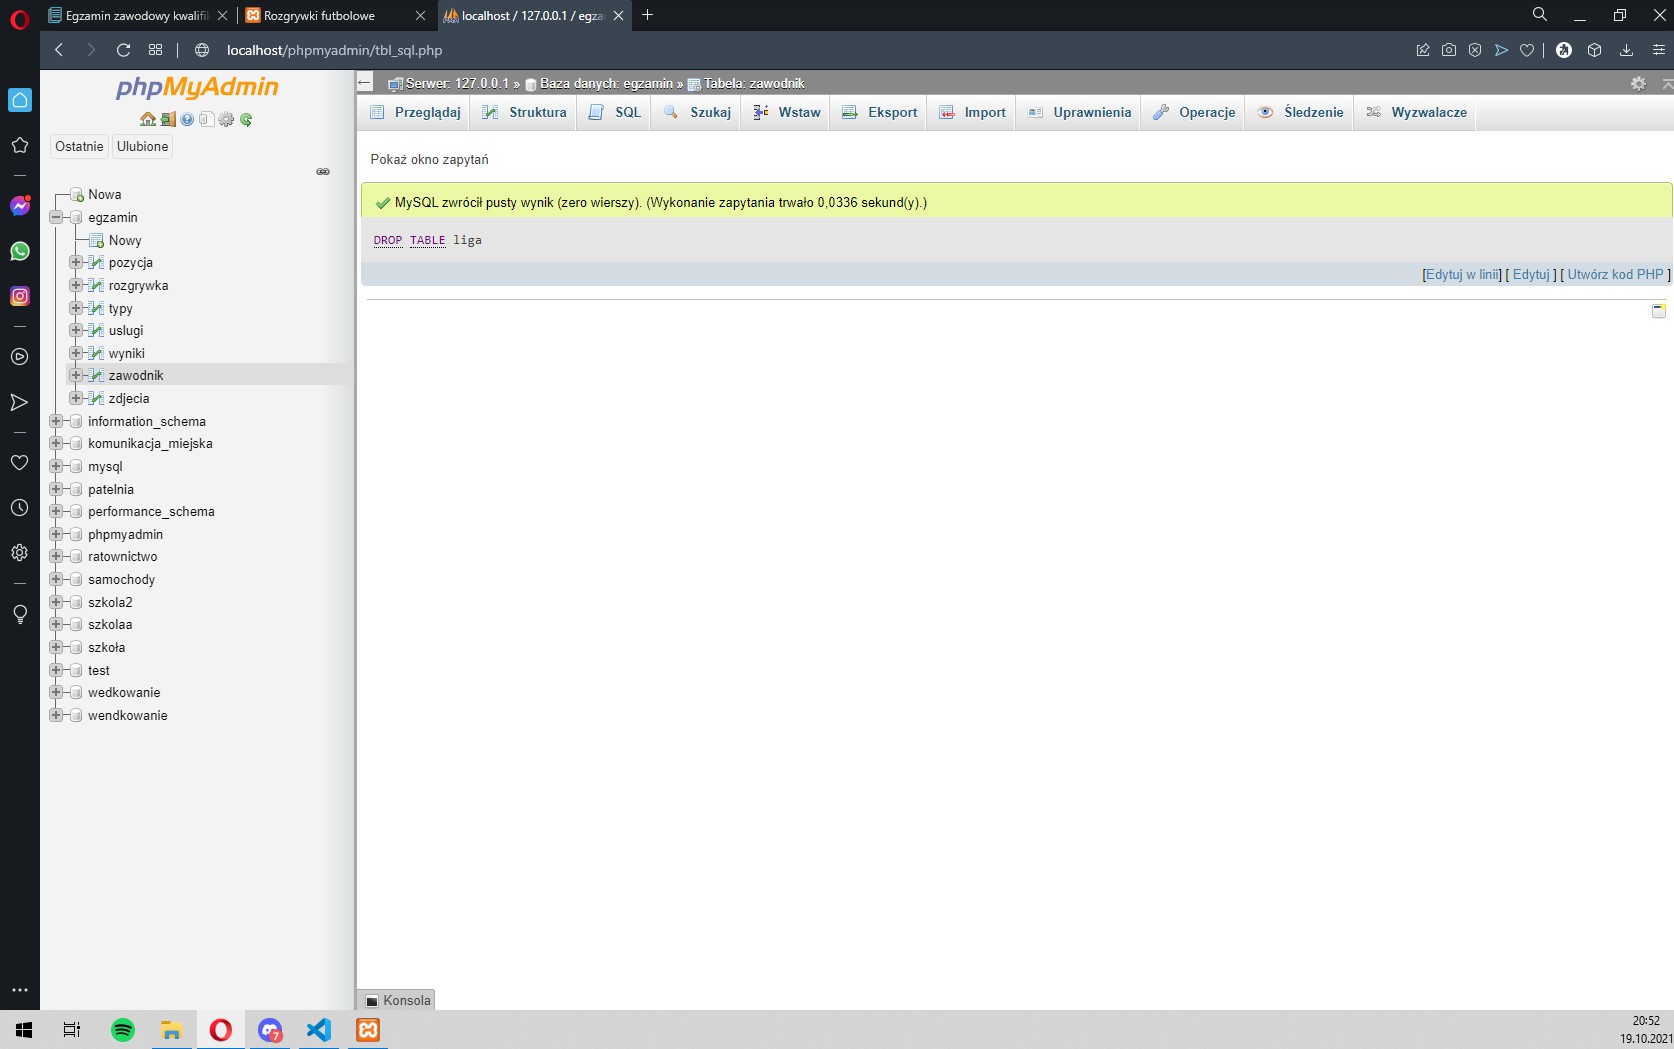 Egzamin zawodowy kwalifik
Rozgrywki futbolowe
localhost / 127.0.0.1 / egza
localhost/phpmyadmin/tbl_sql.php
phpMyAdmin
Ostatnie
Ulubione
Nowa
egzamin
Nowy
pozycja
rozgrywka
typy
uslugi
wyniki
zawodnik
zdjecia
information_schema
komunikacja_miejska
mysql
patelnia
performance_schema
phpmyadmin
ratownictwo
samochody
szkola2
szkolaa
szkoła
test
wedkowanie
wendkowanie
Serwer: 127.0.0.1 » Baza danych: egzamin » Tabela: zawodnik
Przeglądaj
Struktura
SQL
Szukaj
Wstaw
Eksport
Import
Uprawnienia
Operacje
Śledzenie
Wyzwalacze
Pokaż okno zapytań
MySQL zwrócił pusty wynik (zero wierszy). (Wykonanie zapytania trwało 0,0336 sekund(y).)
DROP TABLE liga
[Edytuj w linii] [ Edytuj ] [ Utwórz kod PHP ]
Konsola
7
20:52
19.10.2021